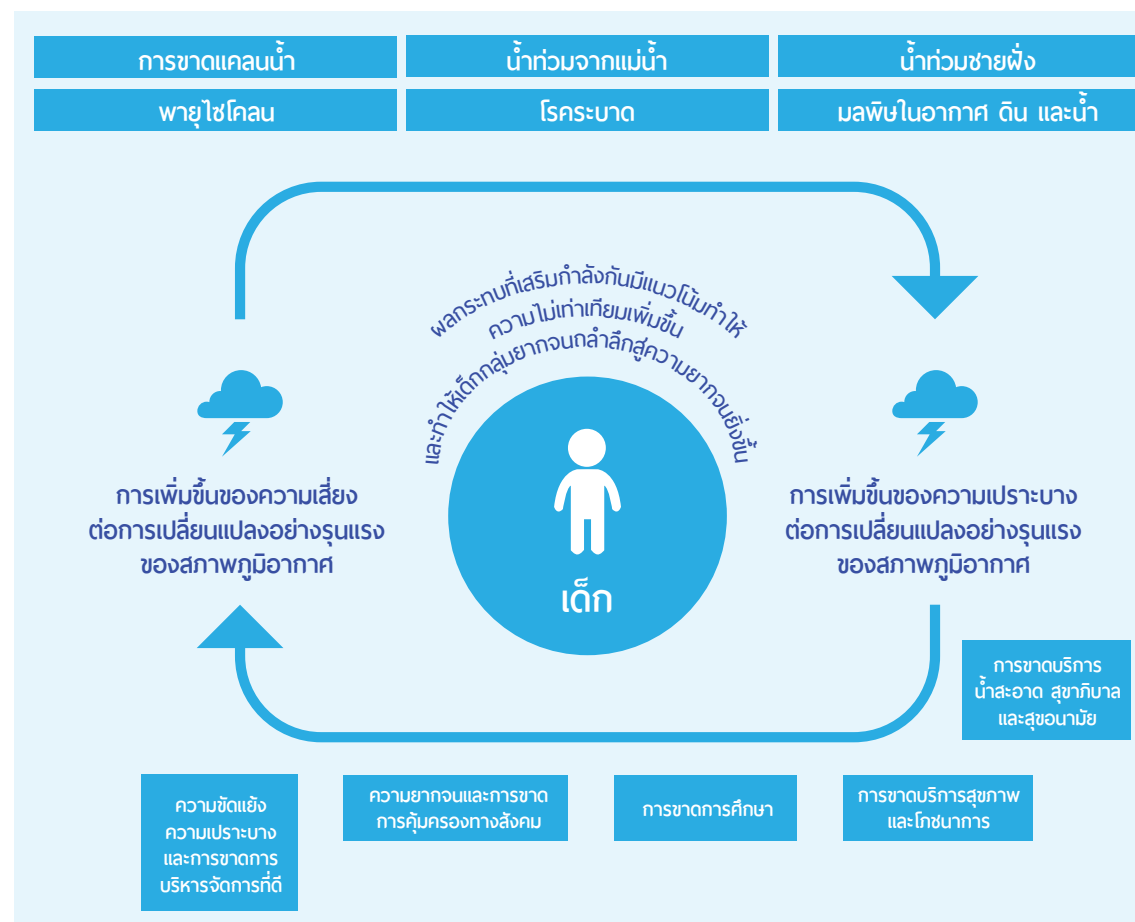 การขาดแคลนน้ำ
น้ำท่วมจากแม่น้ำ
น้ำท่วมชายฝั่ง
พายุไซโคลน
โรคระบาด
มลพิษในอากาศ ดิน และน้ำ
ผลกระทบที่เสริมกำลังกันมีแนวโน้มทำให้
ความไม่เท่าเทียมเพิ่มขึ้น
และทำให้เด็กกลุ่มยากจนถลำลึกสู่ความยากจนยิ่งขึ้น
เด็ก
การเพิ่มขึ้นของความเสี่ยง
ต่อการเปลี่ยนแปลงอย่างรุนแรง
ของสภาพภูมิอากาศ
การเพิ่มขึ้นของความเปราะบาง
ต่อการเปลี่ยนแปลงอย่างรุนแรง
ของสภาพภูมิอากาศ
การขาดบริการ
น้ำสะอาด สุขาภิบาล
และสุขอนามัย
ความขัดแย้ง
ความเปราะบาง
และการขาดการ
บริหารจัดการที่ดี
ความยากจนและการขาด
การคุ้มครองทางสังคม
การขาดการศึกษา
การขาดบริการสุขภาพ
และโภชนาการ